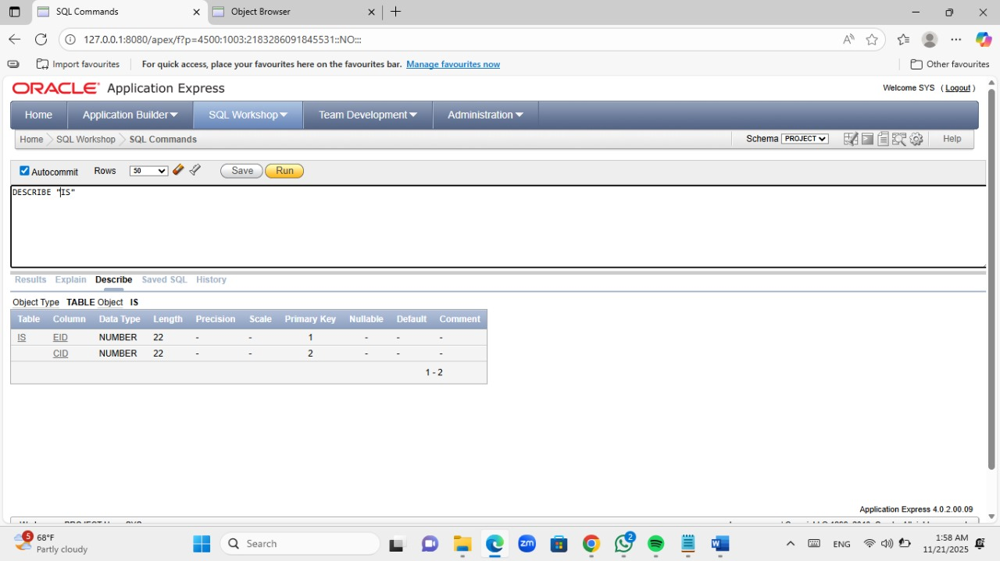 SQL Commands
Object Browser
127.0.0.1:8080/apex/f?p=4500:1003:2183286091845531::NO:::
Import favourites
For quick access, place your favourites here on the favourites bar. Manage favourites now
Other favourites
ORACLE Application Express
Welcome SYS ( Logout )
Home Application Builder SQL Workshop Team Development Administration
Home SQL Workshop SQL Commands
Schema PROJECT Help
Autocommit Rows 50 Save Run
DESCRIBE "IS"
Results Explain Describe Saved SQL History
Object Type TABLE Object IS
Table Column Data Type Length Precision Scale Primary Key Nullable Default Comment
IS EID NUMBER 22 - - 1 - - -
CID NUMBER 22 - - 2 - - -
1 - 2
Application Express 4.0.2.00.09
5 68°F
Partly cloudy
Search
zm
2
ENG
1:58 AM
11/21/2025